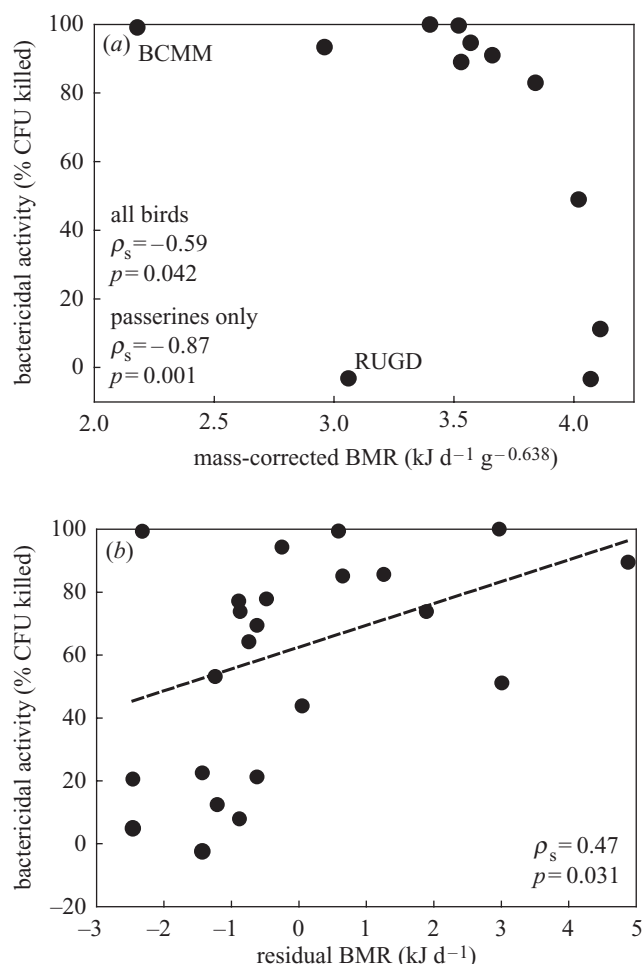 100
(a)
BCMM
80
60
40
20
0
bactericidal activity (% CFU killed)
all birds
ρs=–0.59
p=0.042
passerines only
ρs=–0.87
p=0.001
RUGD
2.0 2.5 3.0 3.5 4.0
mass-corrected BMR (kJ d–1 g–0.638)
100
(b)
80
60
40
20
0
–20
bactericidal activity (% CFU killed)
ρs=0.47
p=0.031
–3 –2 –1 0 1 2 3 4 5
residual BMR (kJ d–1)